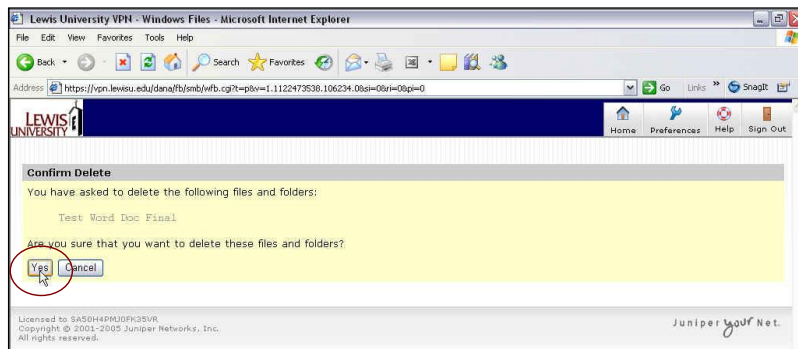 Lewis University VPN - Windows Files - Microsoft Internet Explorer
File Edit View Favorites Tools Help
Back Search Favorites
Address https://vpn.lewisu.edu/dana/fb/smb/wfb.cgi?t=p&v=1.1122473538.106234.0&si=0&ri=0&pi=0 Go Links » SnagIt
LEWIS UNIVERSITY
Home Preferences Help Sign Out
Confirm Delete
You have asked to delete the following files and folders:
Test Word Doc Final
Are you sure that you want to delete these files and folders?
Yes Cancel
Licensed to SA50H4PMJ0FK35VR
Copyright © 2001-2005 Juniper Networks, Inc.
All rights reserved.
Juniper your Net.